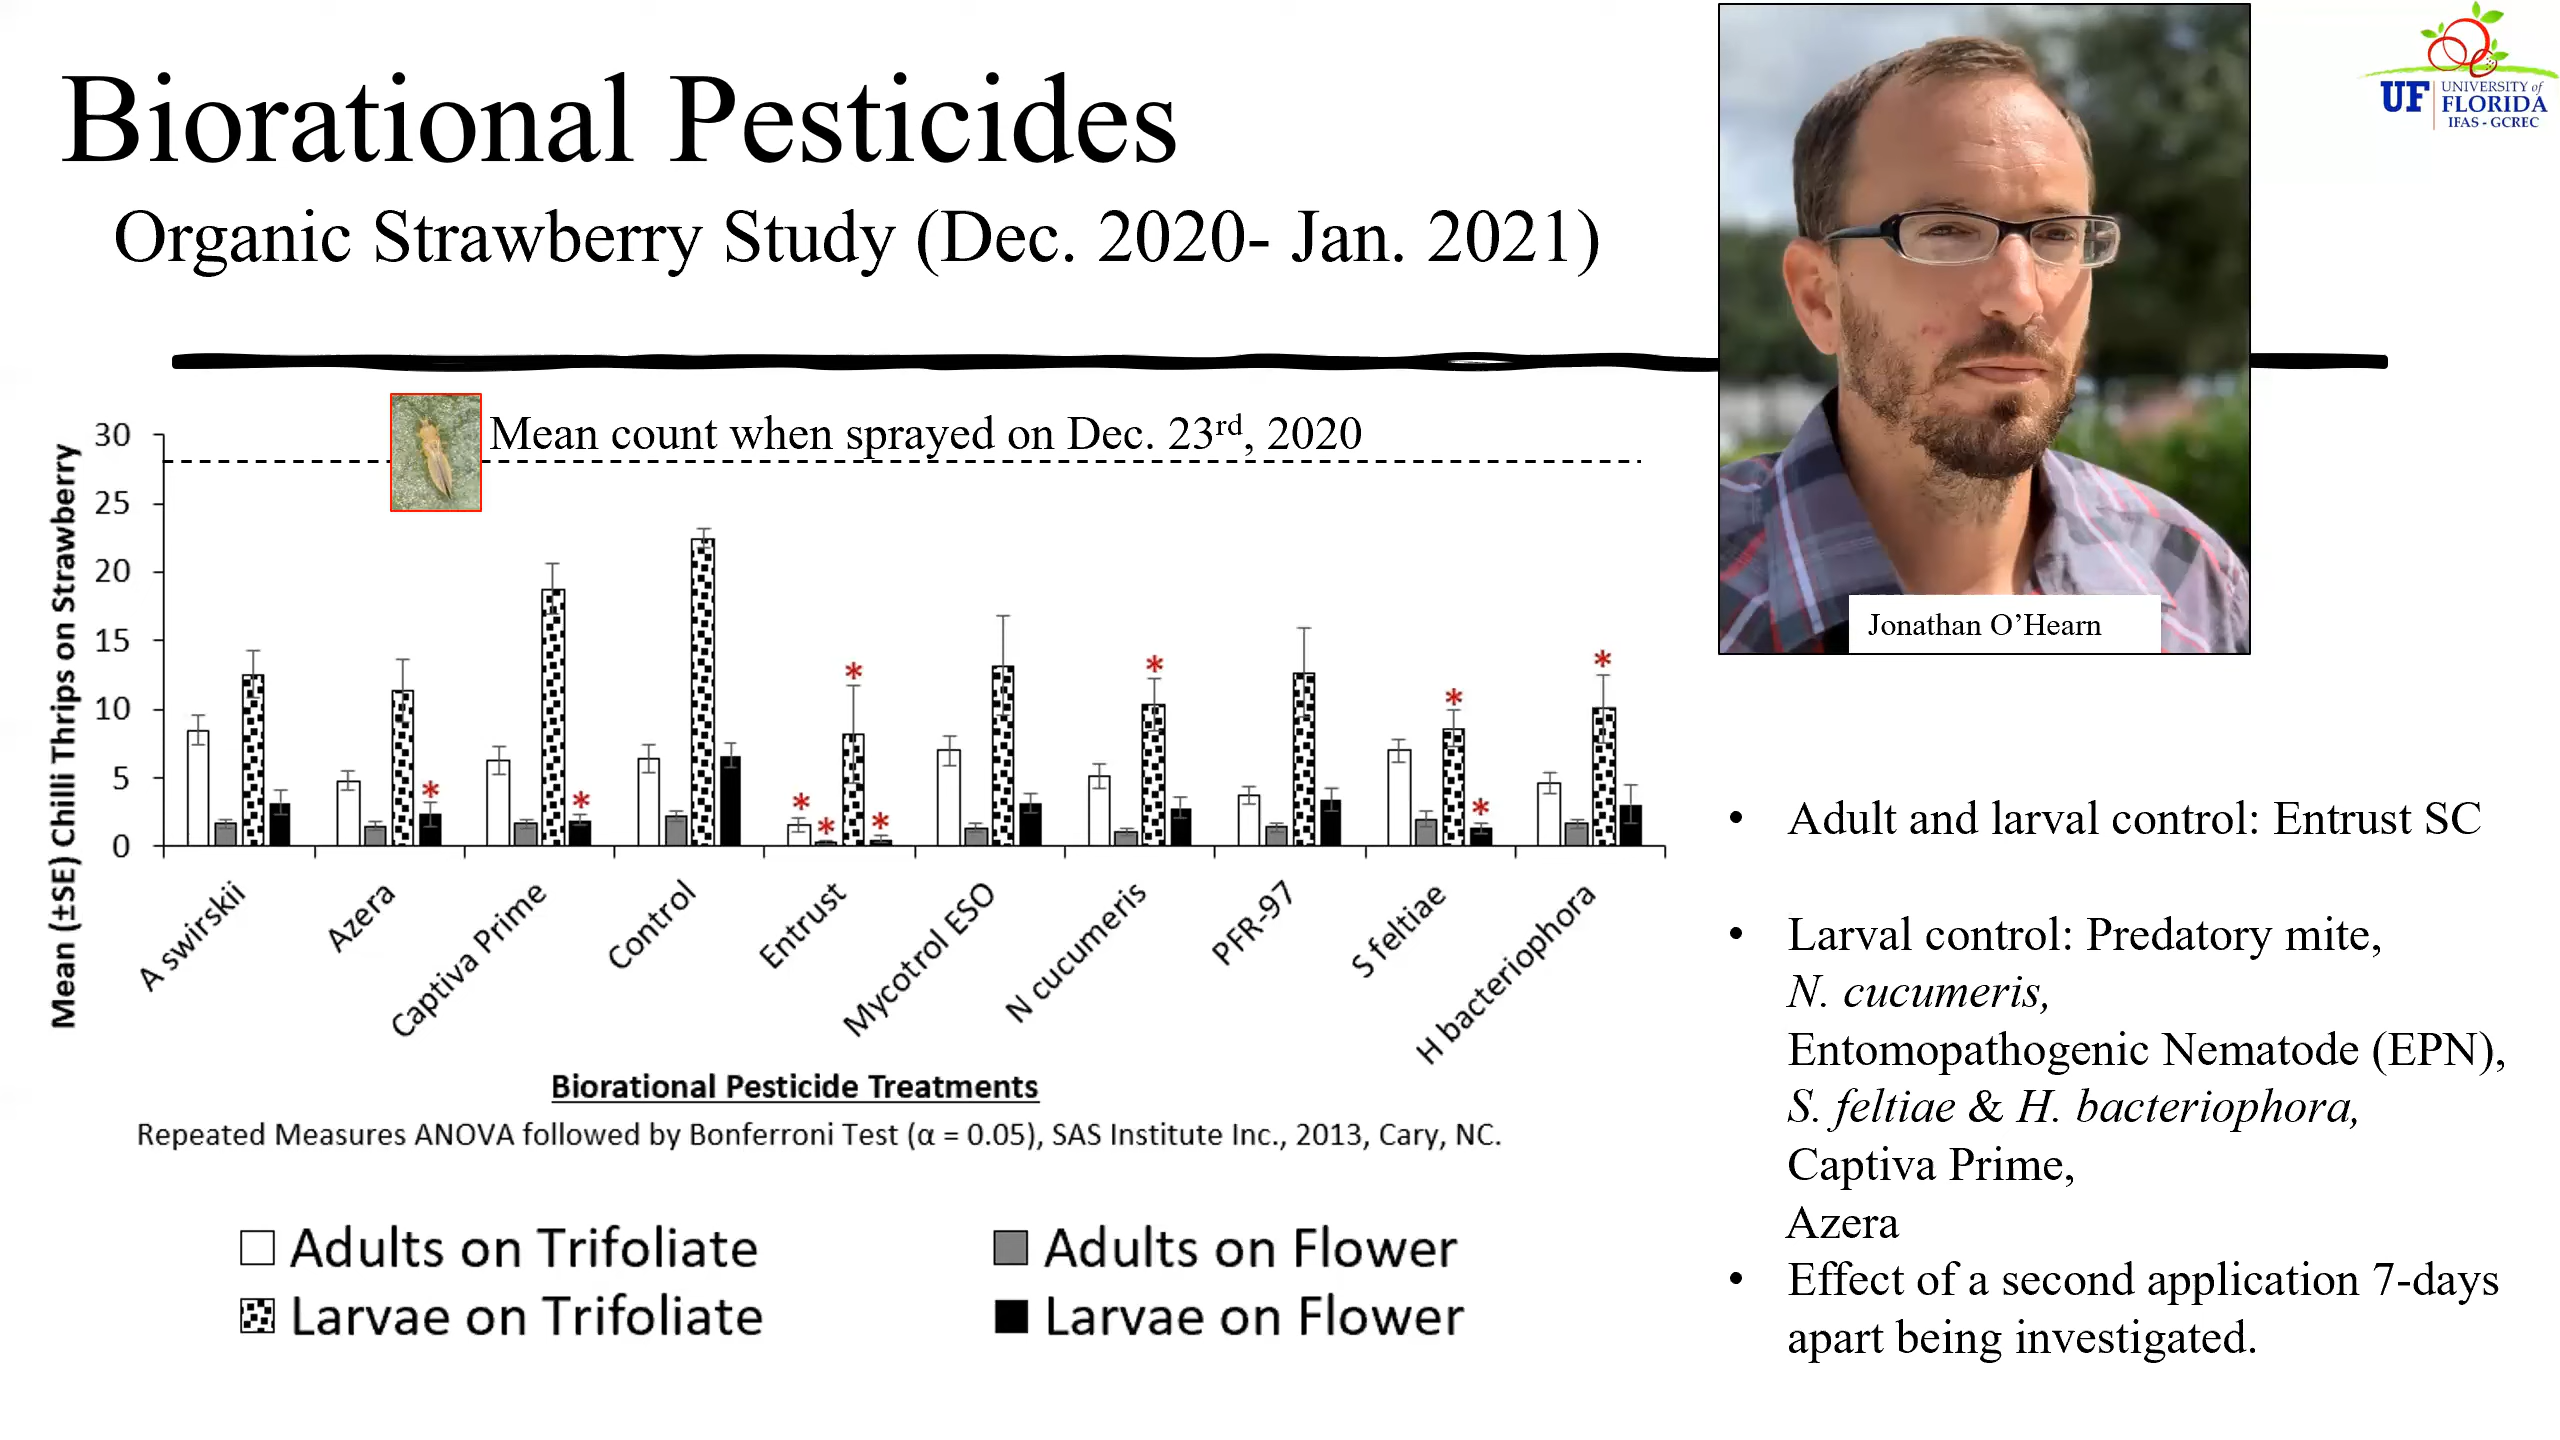 Biorational Pesticides
Organic Strawberry Study (Dec. 2020- Jan. 2021)
UF
UNIVERSITY of
FLORIDA
IFAS - GCREC
Jonathan O’Hearn
Mean count when sprayed on Dec. 23rd, 2020
Mean (±SE) Chilli Thrips on Strawberry
30
25
20
15
10
5
0
A swirskii
Azera
Captiva Prime
Control
Entrust
Mycotrol ESO
N cucumeris
PFR-97
S feltiae
H bacteriophora
* * * * * * * * * * *
Biorational Pesticide Treatments
Repeated Measures ANOVA followed by Bonferroni Test (α = 0.05), SAS Institute Inc., 2013, Cary, NC.
Adults on Trifoliate
Adults on Flower
Larvae on Trifoliate
Larvae on Flower
• Adult and larval control: Entrust SC
• Larval control: Predatory mite,
N. cucumeris,
Entomopathogenic Nematode (EPN),
S. feltiae & H. bacteriophora,
Captiva Prime,
Azera
• Effect of a second application 7-days
apart being investigated.